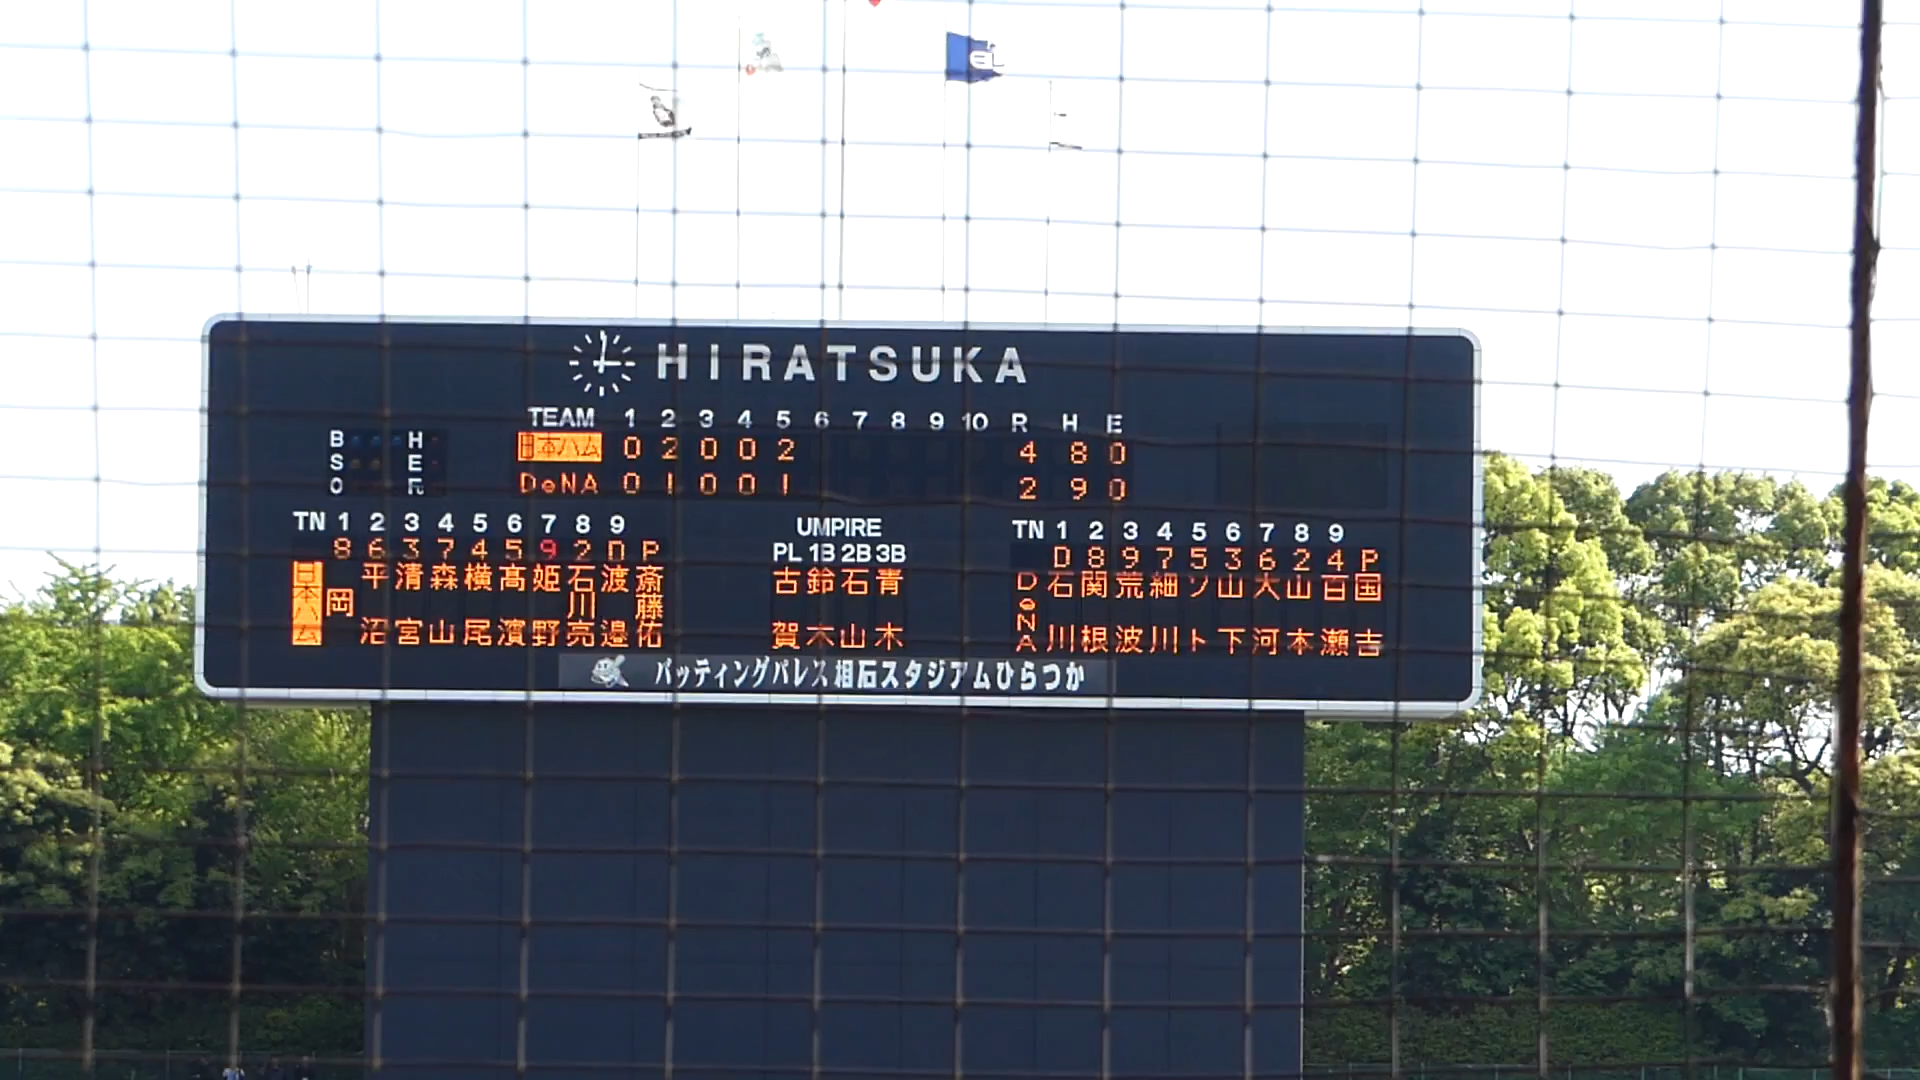 HIRATSUKA
TEAM 1 2 3 4 5 6 7 8 9 10 R H E
日本ハム 0 2 0 0 2 4 8 0
DeNA 0 1 0 0 1 2 9 0
B H
S E
O
TN 1 2 3 4 5 6 7 8 9
8 6 3 7 4 5 9 2 D P
日本ハム 岡 平沼 清宮 森山 横尾 高濱 姫野 石川亮 渡邉 斎藤佑
UMPIRE
PL 1B 2B 3B
古賀 鈴木 石山 青木
TN 1 2 3 4 5 6 7 8 9
D 8 9 7 5 3 6 2 4 P
DeNA 石川 関根 荒波 細川 ソト 山下 大河 山本 百瀬 国吉
バッティングパレス相石スタジアムひらつか